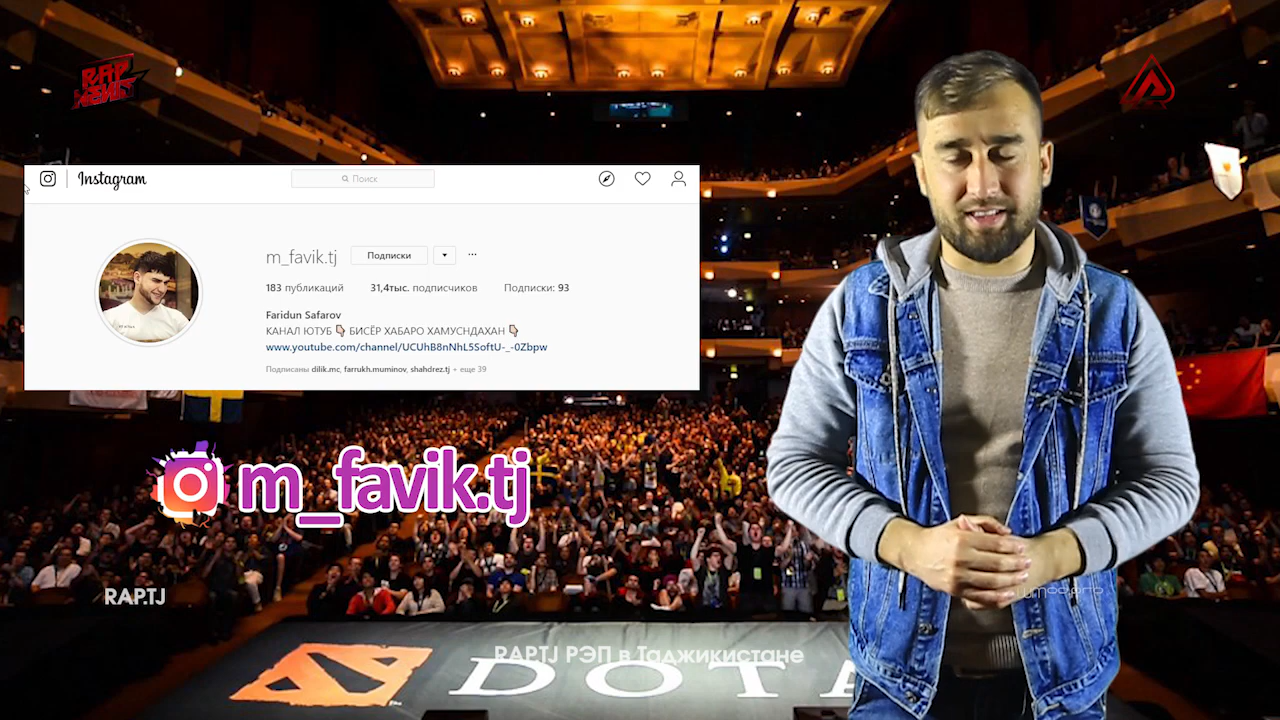 RAP
NEWS
Instagram
Поиск
m_favik.tj
Подписки
183 публикаций
31,4тыс. подписчиков
Подписки: 93
Faridun Safarov
КАНАЛ ЮТУБ 👇 БИСЁР ХАБАРО ХАМУСНДАХАН 👇
www.youtube.com/channel/UCUhB8nNhL5SoftU-_-0Zbpw
Подписаны dilik.mc, farrukh.muminov, shahdrez.tj + еще 39
m_favik.tj
RAP.TJ
RAPTJ РЭП в Таджикистане
DOTA